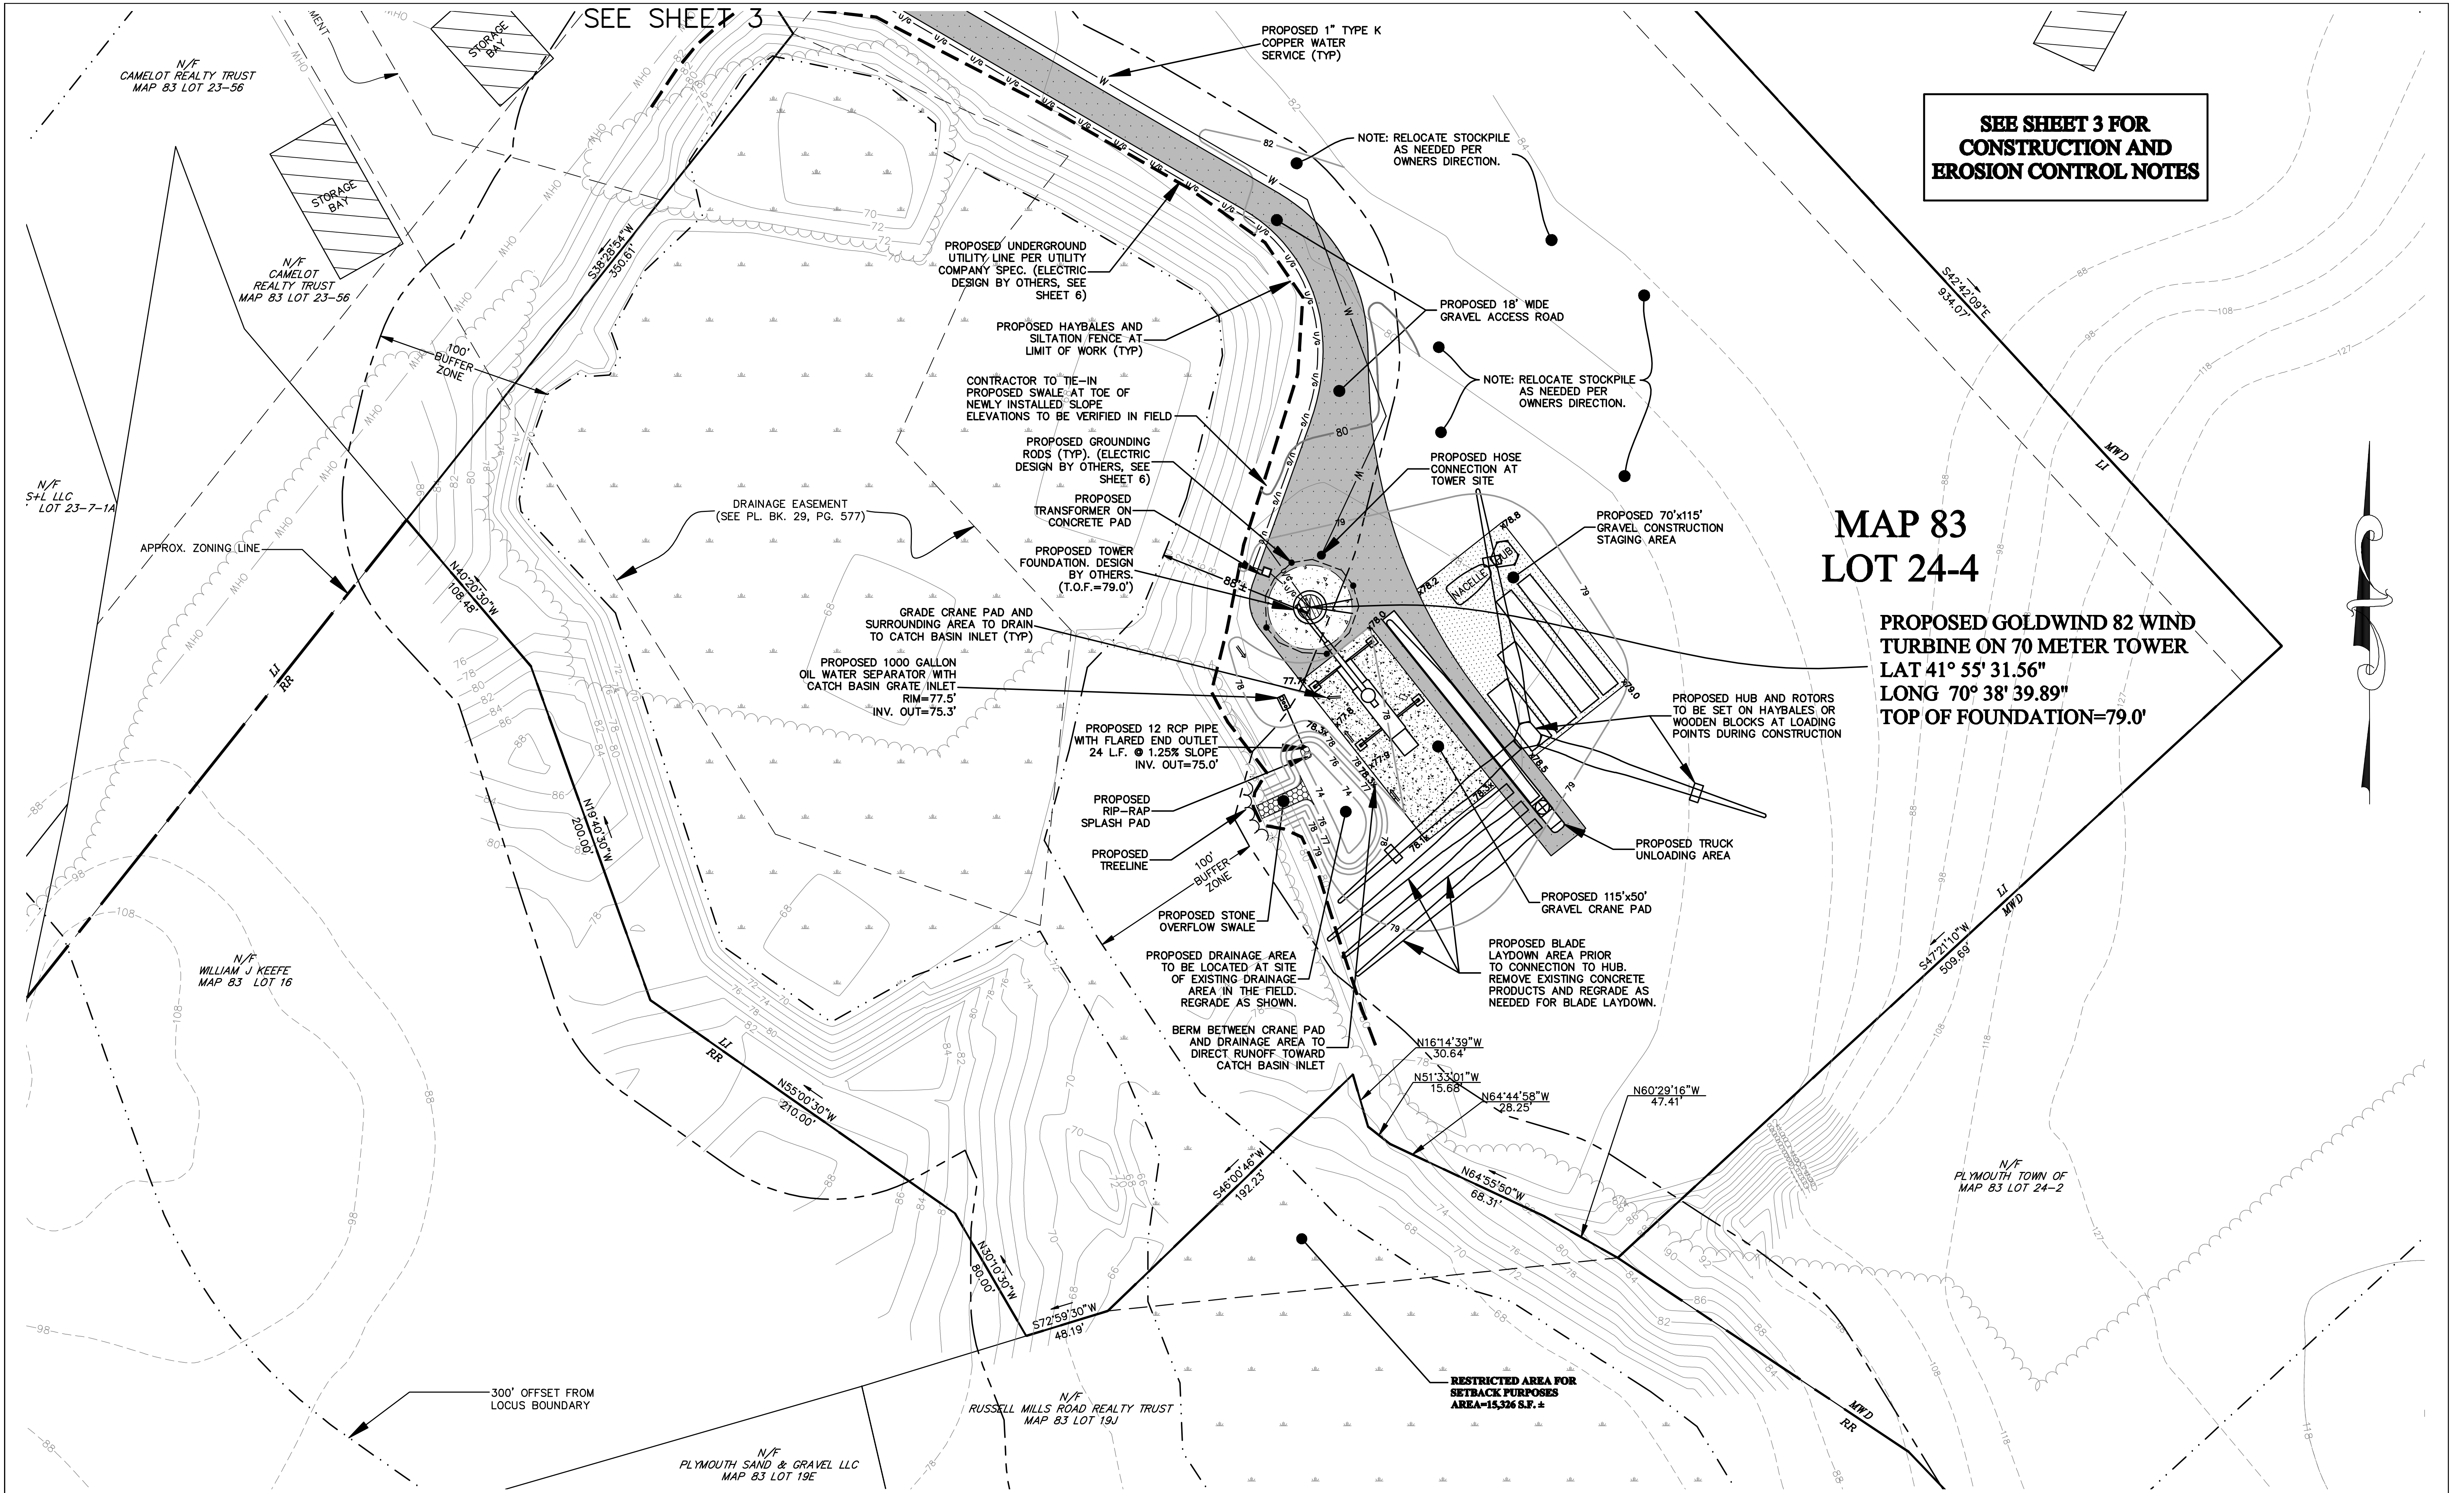 SEE SHEET 3
MENT
STORAGE
BAY
N/F
CAMELOT REALTY TRUST
MAP 83 LOT 23-56
STORAGE
BAY
N/F
CAMELOT
REALTY TRUST
MAP 83 LOT 23-56
PROPOSED 1" TYPE K
COPPER WATER
SERVICE (TYP)
NOTE: RELOCATE STOCKPILE
AS NEEDED PER
OWNERS DIRECTION.
SEE SHEET 3 FOR
CONSTRUCTION AND
EROSION CONTROL NOTES
S38°28'54"W
350.61'
100'
BUFFER
ZONE
PROPOSED UNDERGROUND
UTILITY LINE PER UTILITY
COMPANY SPEC. (ELECTRIC
DESIGN BY OTHERS, SEE
SHEET 6)
PROPOSED HAYBALES AND
SILTATION FENCE AT
LIMIT OF WORK (TYP)
CONTRACTOR TO TIE-IN
PROPOSED SWALE AT TOE OF
NEWLY INSTALLED SLOPE
ELEVATIONS TO BE VERIFIED IN FIELD
PROPOSED GROUNDING
RODS (TYP). (ELECTRIC
DESIGN BY OTHERS, SEE
SHEET 6)
PROPOSED
TRANSFORMER ON
CONCRETE PAD
PROPOSED TOWER
FOUNDATION. DESIGN
BY OTHERS.
(T.O.F.=79.0')
88'±
GRADE CRANE PAD AND
SURROUNDING AREA TO DRAIN
TO CATCH BASIN INLET (TYP)
PROPOSED 1000 GALLON
OIL WATER SEPARATOR WITH
CATCH BASIN GRATE INLET
RIM=77.5'
INV. OUT=75.3'
PROPOSED 12 RCP PIPE
WITH FLARED END OUTLET
24 L.F. @ 1.25% SLOPE
INV. OUT=75.0'
PROPOSED
RIP-RAP
SPLASH PAD
PROPOSED
TREELINE
100'
BUFFER
ZONE
PROPOSED STONE
OVERFLOW SWALE
PROPOSED DRAINAGE AREA
TO BE LOCATED AT SITE
OF EXISTING DRAINAGE
AREA IN THE FIELD.
REGRADE AS SHOWN.
BERM BETWEEN CRANE PAD
AND DRAINAGE AREA TO
DIRECT RUNOFF TOWARD
CATCH BASIN INLET
PROPOSED 18' WIDE
GRAVEL ACCESS ROAD
NOTE: RELOCATE STOCKPILE
AS NEEDED PER
OWNERS DIRECTION.
PROPOSED HOSE
CONNECTION AT
TOWER SITE
PROPOSED 70'x115'
GRAVEL CONSTRUCTION
STAGING AREA
NACELLE
HUB
PROPOSED HUB AND ROTORS
TO BE SET ON HAYBALES OR
WOODEN BLOCKS AT LOADING
POINTS DURING CONSTRUCTION
PROPOSED TRUCK
UNLOADING AREA
PROPOSED 115'x50'
GRAVEL CRANE PAD
PROPOSED BLADE
LAYDOWN AREA PRIOR
TO CONNECTION TO HUB.
REMOVE EXISTING CONCRETE
PRODUCTS AND REGRADE AS
NEEDED FOR BLADE LAYDOWN.
S42°42'09"E
934.07'
MWD
LI
MAP 83
LOT 24-4
PROPOSED GOLDWIND 82 WIND
TURBINE ON 70 METER TOWER
LAT 41° 55' 31.56"
LONG 70° 38' 39.89"
TOP OF FOUNDATION=79.0'
LI
MWD
S47°21'10"W
509.69'
N/F
S+L LLC
LOT 23-7-1A
APPROX. ZONING LINE
DRAINAGE EASEMENT
(SEE PL. BK. 29, PG. 577)
N40°20'30"W
108.48'
LI
RR
N19°40'30"W
200.00'
N/F
WILLIAM J KEEFE
MAP 83 LOT 16
LI
RR
N55°00'30"W
210.00'
N30°10'30"W
80.00'
S72°59'30"W
48.19'
S46°00'46"W
192.23'
N16°14'39"W
30.64'
N51°33'01"W
15.68'
N64°44'58"W
28.25'
N60°29'16"W
47.41'
N64°55'50"W
68.31'
N/F
PLYMOUTH TOWN OF
MAP 83 LOT 24-2
MWD
RR
RESTRICTED AREA FOR
SETBACK PURPOSES
AREA=15,326 S.F. ±
300' OFFSET FROM
LOCUS BOUNDARY
N/F
RUSSELL MILLS ROAD REALTY TRUST
MAP 83 LOT 19J
N/F
PLYMOUTH SAND & GRAVEL LLC
MAP 83 LOT 19E